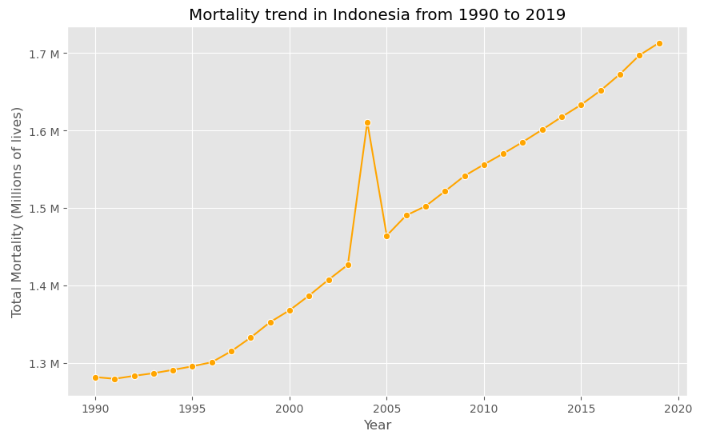 Mortality trend in Indonesia from 1990 to 2019
Total Mortality (Millions of lives)
1.7 M
1.6 M
1.5 M
1.4 M
1.3 M
1990 1995 2000 2005 2010 2015 2020
Year